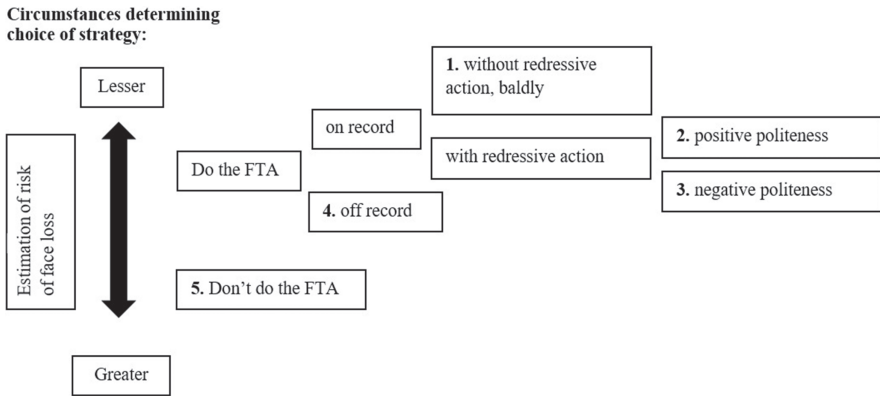 Circumstances determining
choice of strategy:
Lesser
1. without redressive
action, baldly
on record
2. positive politeness
with redressive action
Do the FTA
3. negative politeness
4. off record
Estimation of risk
of face loss
5. Don’t do the FTA
Greater